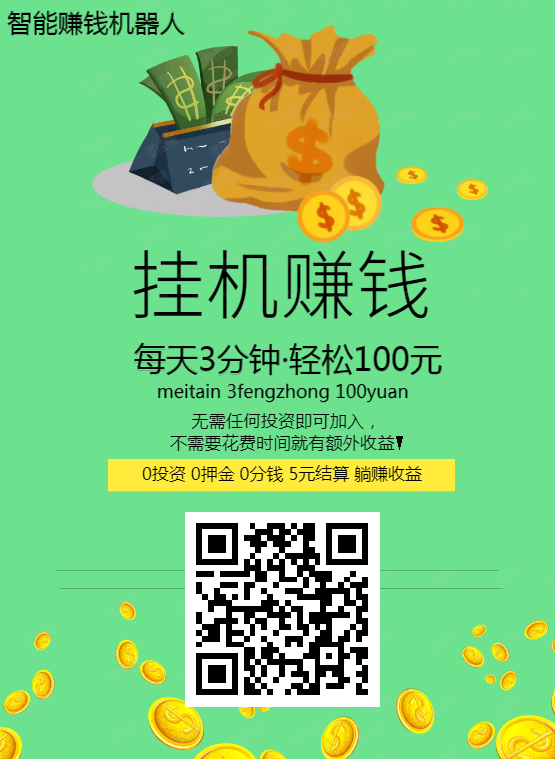 智能赚钱机器人
挂机赚钱
每天3分钟·轻松100元
meitain 3fengzhong 100yuan
无需任何投资即可加入，
不需要花费时间就有额外收益
0投资 0押金 0分钱 5元结算 躺赚收益